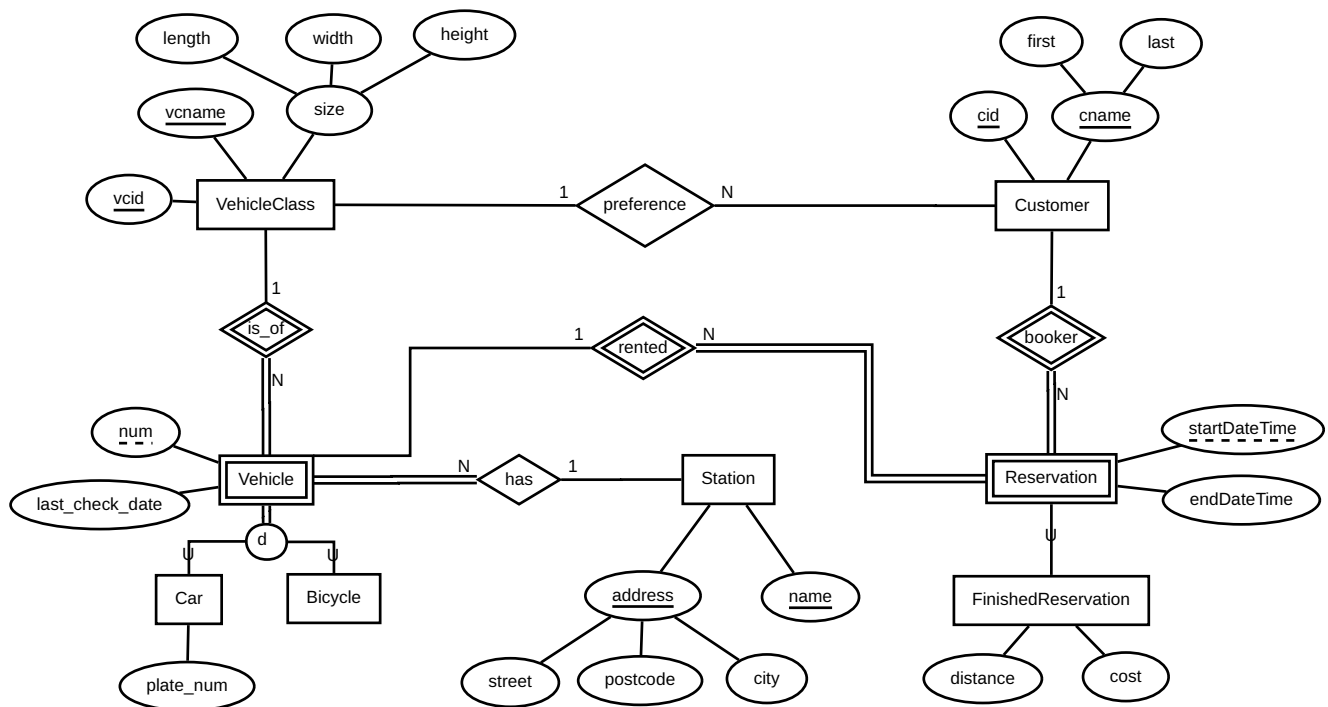 length
width
height
first
last
vcname
size
cid
cname
vcid
VehicleClass
1
preference
N
Customer
1
1
is_of
1
rented
N
booker
N
N
num
startDateTime
last_check_date
Vehicle
N
has
1
Station
Reservation
endDateTime
d
U
U
U
Car
Bicycle
address
name
FinishedReservation
plate_num
street
postcode
city
distance
cost